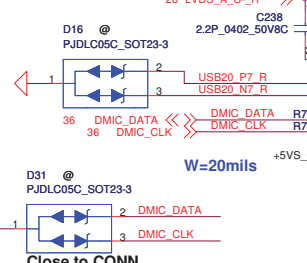 C238
D16 @
2.2P_0402_50V8C
PJDLC05C_SOT23-3
2
1
USB20_P7_R
3
USB20_N7_R
36 DMIC_DATA DMIC_DATA R7
36 DMIC_CLK DMIC_CLK R7
W=20mils
+5VS_
D31 @
PJDLC05C_SOT23-3
2 DMIC_DATA
1
3 DMIC_CLK
Close to CONN